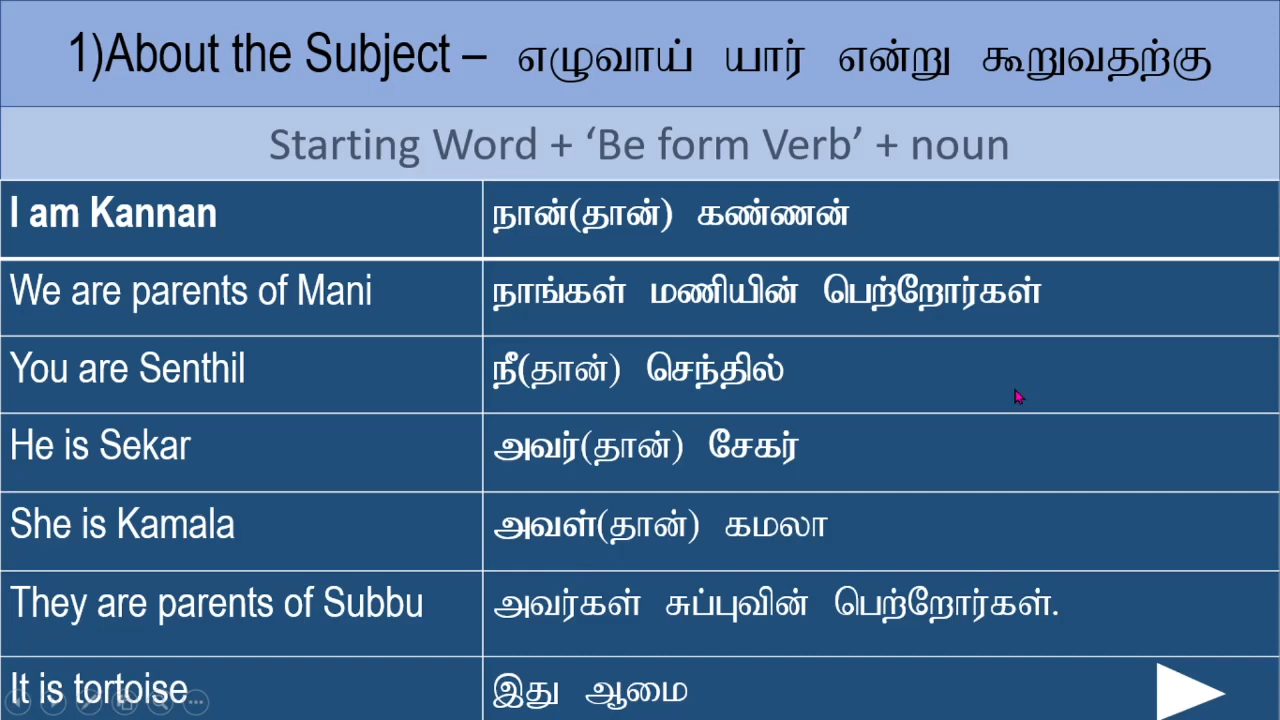 1)About the Subject – எழுவாய் யார் என்று கூறுவதற்கு
Starting Word + ‘Be form Verb’ + noun
I am Kannan நான்(தான்) கண்ணன்
We are parents of Mani நாங்கள் மணியின் பெற்றோர்கள்
You are Senthil நீ(தான்) செந்தில்
He is Sekar அவர்(தான்) சேகர்
She is Kamala அவள்(தான்) கமலா
They are parents of Subbu அவர்கள் சுப்புவின் பெற்றோர்கள்.
It is tortoise இது ஆமை